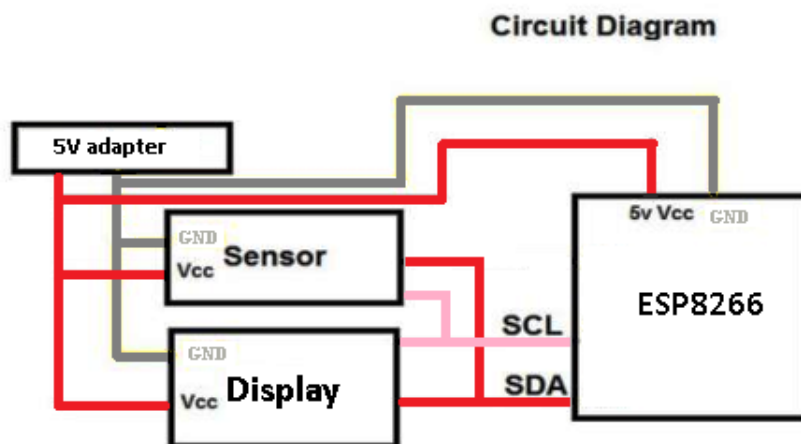 Circuit Diagram
5V adapter
5v Vcc GND
GND
Vcc Sensor
ESP8266
SCL
GND
SDA
Vcc Display